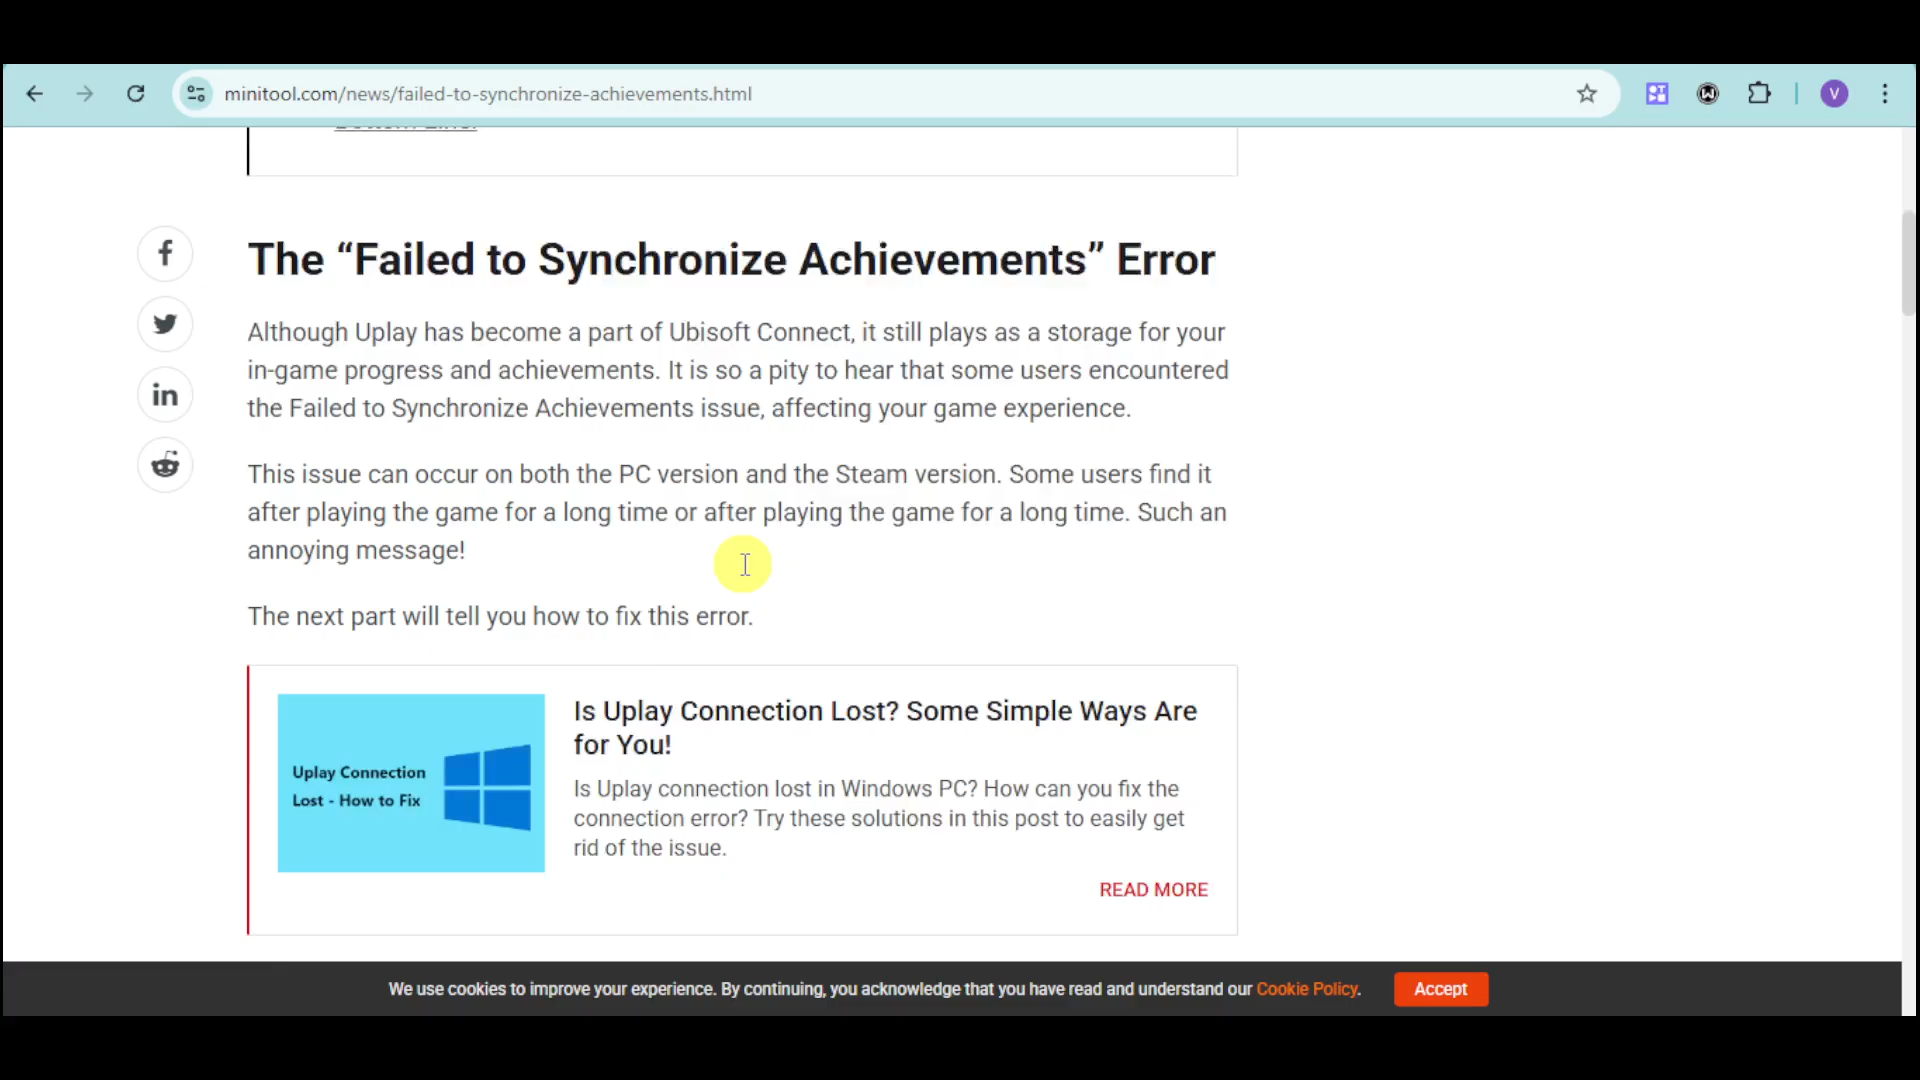 minitool.com/news/failed-to-synchronize-achievements.html
V
The “Failed to Synchronize Achievements” Error
Although Uplay has become a part of Ubisoft Connect, it still plays as a storage for your
in-game progress and achievements. It is so a pity to hear that some users encountered
the Failed to Synchronize Achievements issue, affecting your game experience.
This issue can occur on both the PC version and the Steam version. Some users find it
after playing the game for a long time or after playing the game for a long time. Such an
annoying message!
The next part will tell you how to fix this error.
Uplay Connection
Lost - How to Fix
Is Uplay Connection Lost? Some Simple Ways Are
for You!
Is Uplay connection lost in Windows PC? How can you fix the
connection error? Try these solutions in this post to easily get
rid of the issue.
READ MORE
We use cookies to improve your experience. By continuing, you acknowledge that you have read and understand our Cookie Policy.
Accept